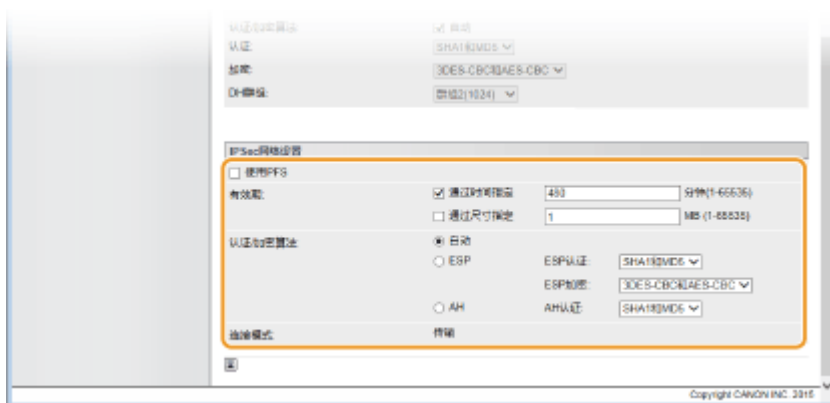 认证/加密算法: 自动
认证: SHA1和MD5
加密: 3DES-CBC和AES-CBC
DH群组: 群组2(1024)
IPSec网络设置
使用PFS
有效期: 通过时间指定 480 分钟(1-65535)
通过尺寸指定 1 MB (1-65535)
认证/加密算法: 自动
ESP ESP认证: SHA1和MD5
ESP加密: 3DES-CBC和AES-CBC
AH AH认证: SHA1和MD5
连接模式: 传输
Copyright CANON INC. 2015